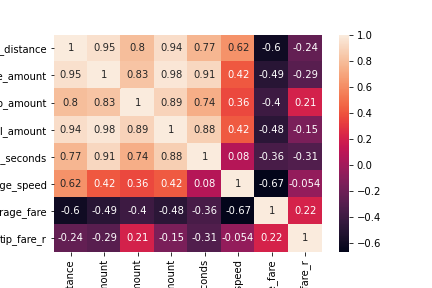 _distance 1 0.95 0.8 0.94 0.77 0.62 -0.6 -0.24
e_amount 0.95 1 0.83 0.98 0.91 0.42 -0.49 -0.29
_amount 0.8 0.83 1 0.89 0.74 0.36 -0.4 0.21
l_amount 0.94 0.98 0.89 1 0.88 0.42 -0.48 -0.15
_seconds 0.77 0.91 0.74 0.88 1 0.08 -0.36 -0.31
ge_speed 0.62 0.42 0.36 0.42 0.08 1 -0.67 -0.054
rage_fare -0.6 -0.49 -0.4 -0.48 -0.36 -0.67 1 0.22
tip_fare_r -0.24 -0.29 0.21 -0.15 -0.31 -0.054 0.22 1
tance
mount
mount
mount
conds
speed
e_fare
fare_r
1.0
0.8
0.6
0.4
0.2
0.0
−0.2
−0.4
−0.6